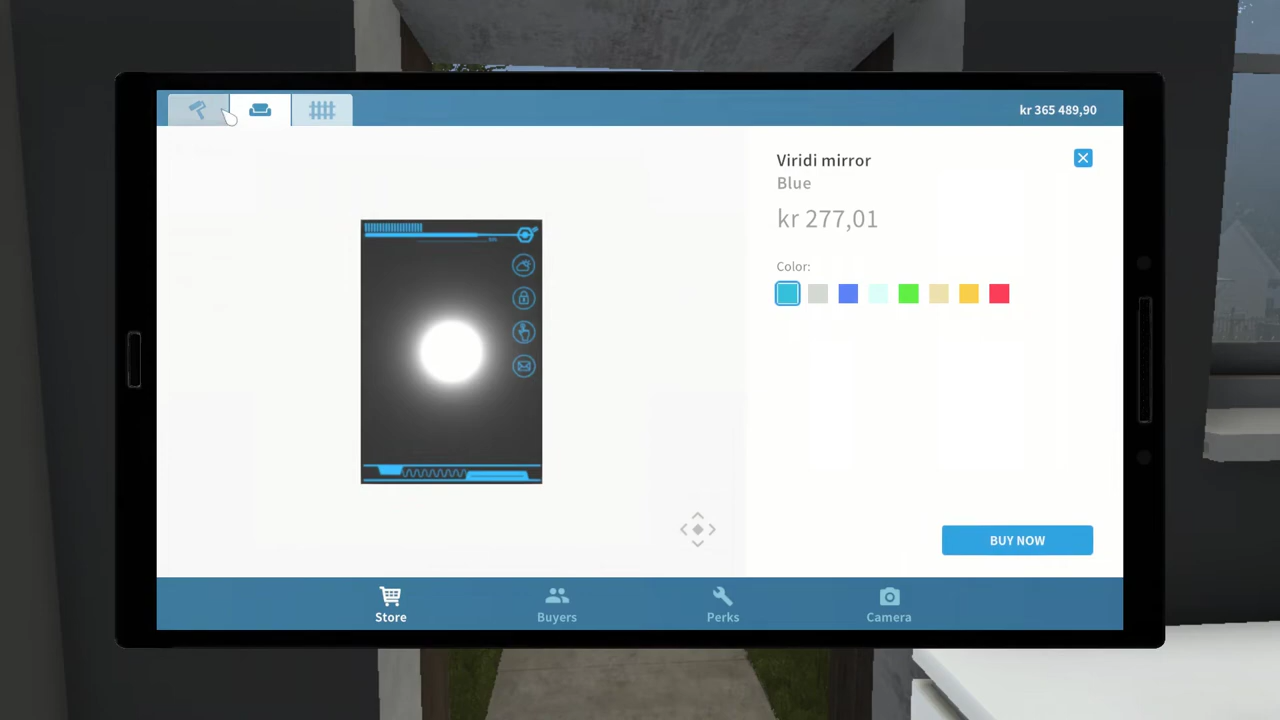 kr 365 489,90
Viridi mirror
Blue
kr 277,01
Color:
BUY NOW
Store
Buyers
Perks
Camera